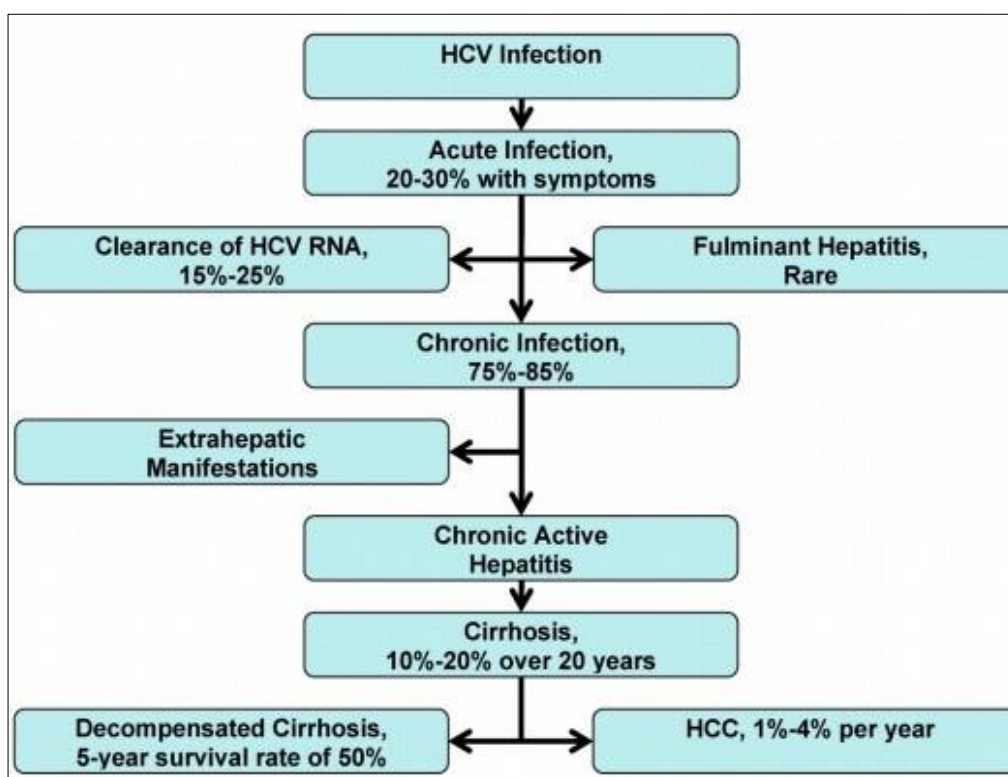 HCV Infection
Acute Infection,
20-30% with symptoms
Clearance of HCV RNA,
15%-25%
Fulminant Hepatitis,
Rare
Chronic Infection,
75%-85%
Extrahepatic
Manifestations
Chronic Active
Hepatitis
Cirrhosis,
10%-20% over 20 years
Decompensated Cirrhosis,
5-year survival rate of 50%
HCC, 1%-4% per year